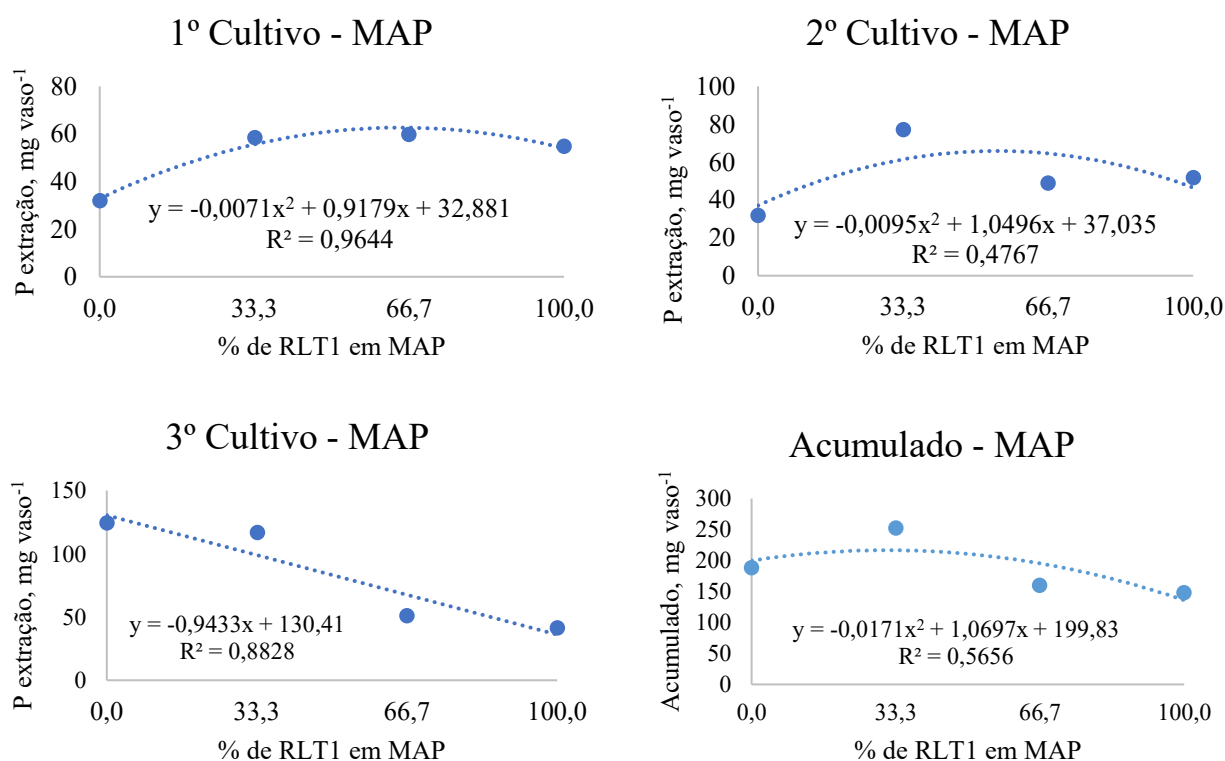 1º Cultivo - MAP
P extração, mg vaso-1
80
60
40
20
0
y = -0,0071x² + 0,9179x + 32,881
R² = 0,9644
0,0 33,3 66,7 100,0
% de RLT1 em MAP
2º Cultivo - MAP
P extração, mg vaso-1
100
80
60
40
20
0
y = -0,0095x² + 1,0496x + 37,035
R² = 0,4767
0,0 33,3 66,7 100,0
% de RLT1 em MAP
3º Cultivo - MAP
P extração, mg vaso-1
150
100
50
0
y = -0,9433x + 130,41
R² = 0,8828
0,0 33,3 66,7 100,0
% de RLT1 em MAP
Acumulado - MAP
Acumulado, mg vaso-1
300
250
200
150
100
50
0
y = -0,0171x² + 1,0697x + 199,83
R² = 0,5656
0,0 33,3 66,7 100,0
% de RLT1 em MAP